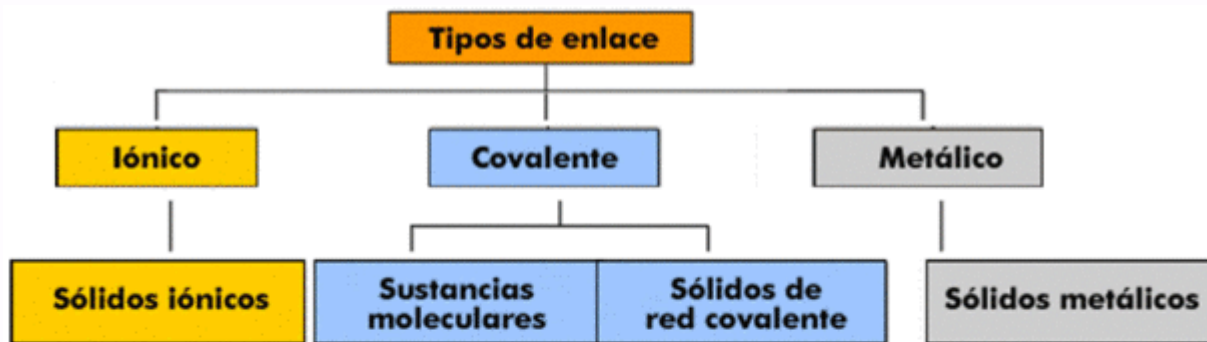 Tipos de enlace
Iónico
Covalente
Metálico
Sólidos iónicos
Sustancias
moleculares
Sólidos de
red covalente
Sólidos metálicos